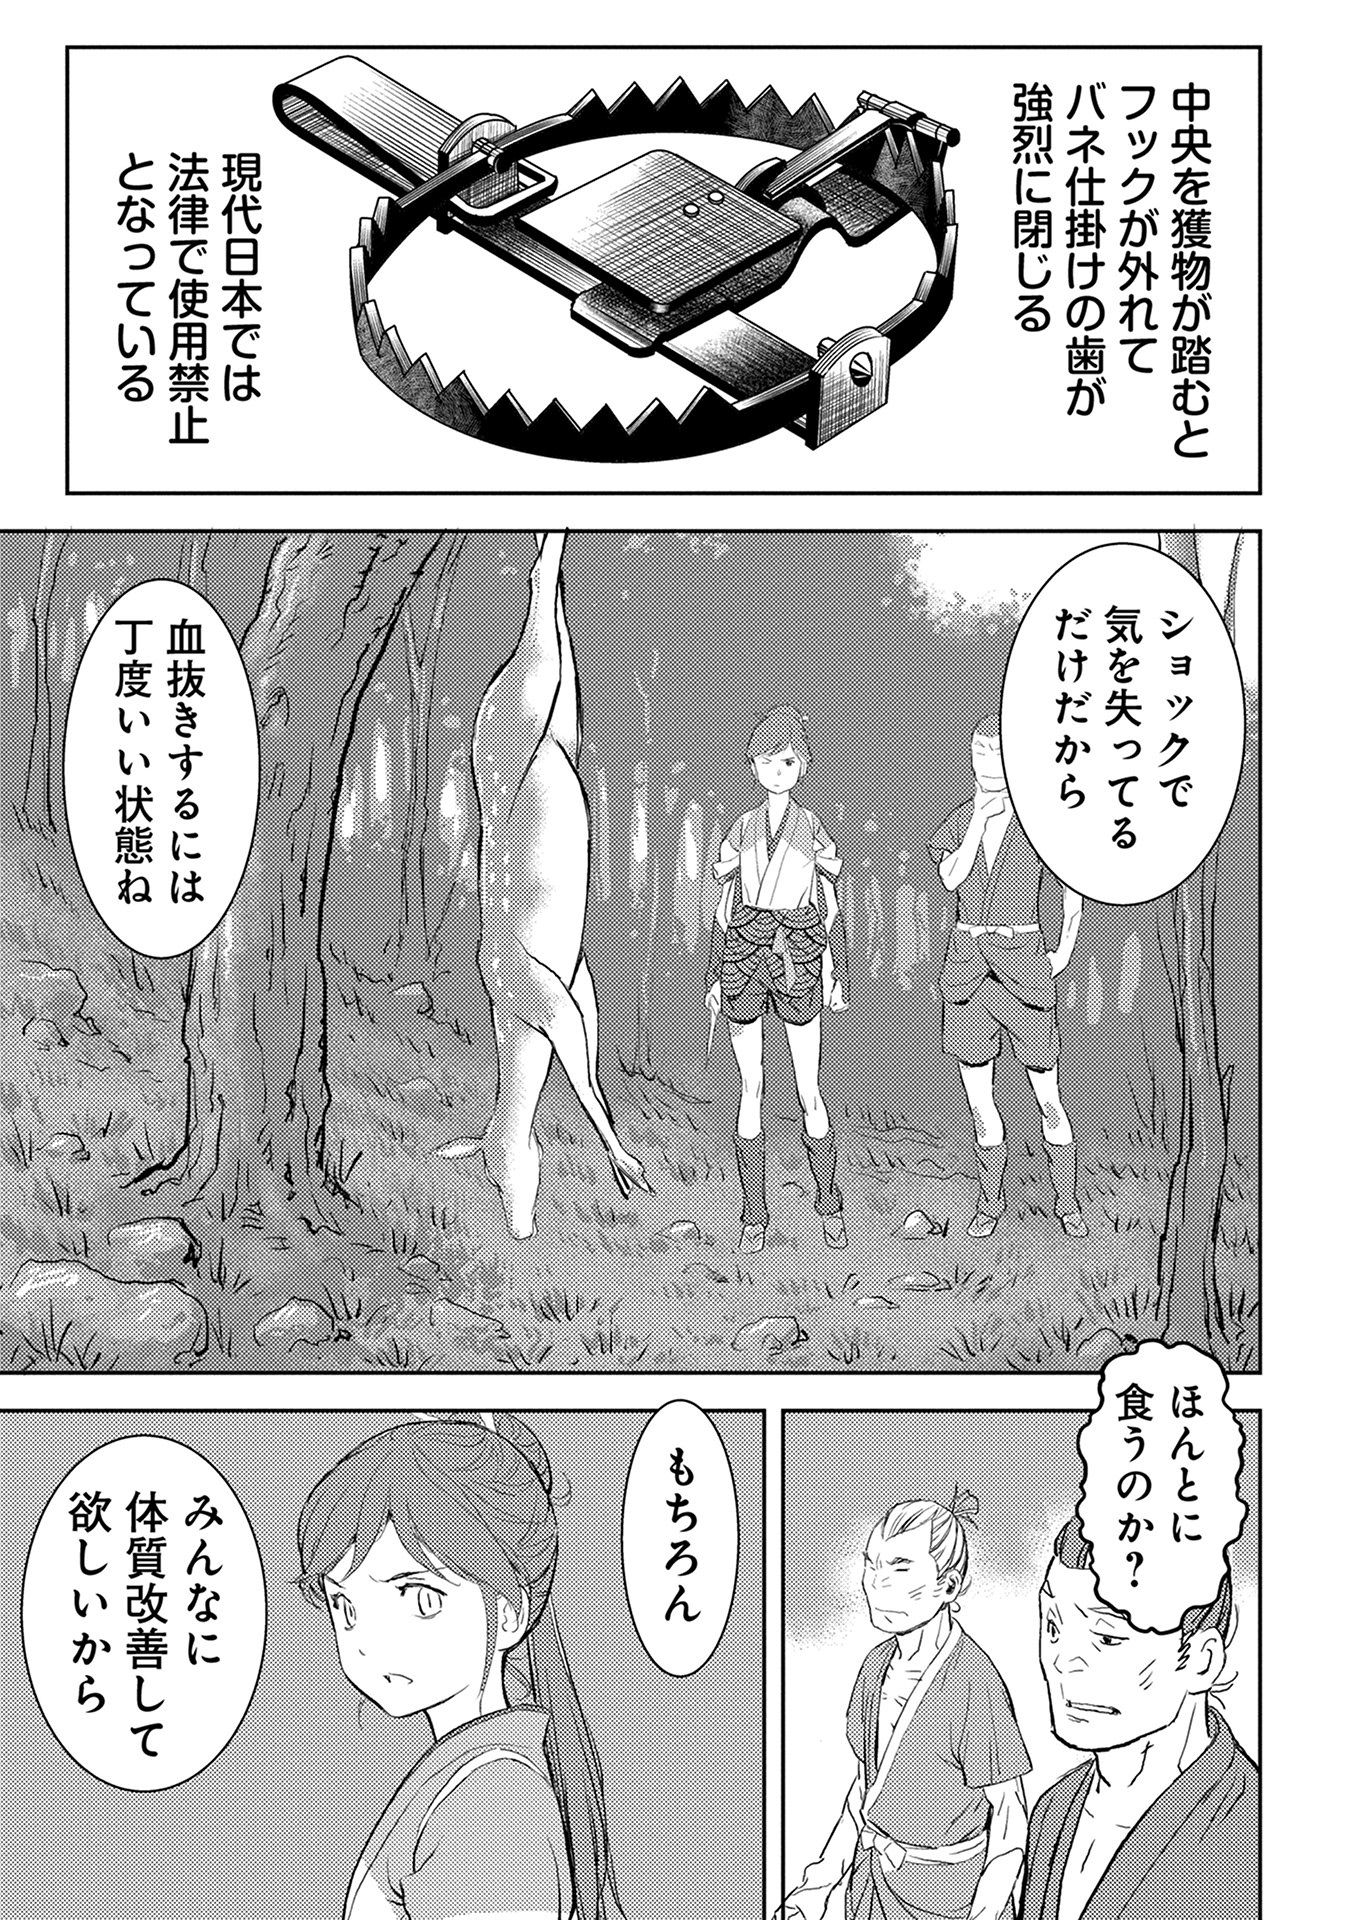 中央を獲物が踏むと
フックが外れて
バネ仕掛けの歯が
強烈に閉じる
現代日本では
法律で使用禁止
となっている
ショックで
気を失ってる
だけだから
血抜きするには
丁度いい状態ね
ほんとに
食うのか？
もちろん
みんなに
体質改善して
欲しいから